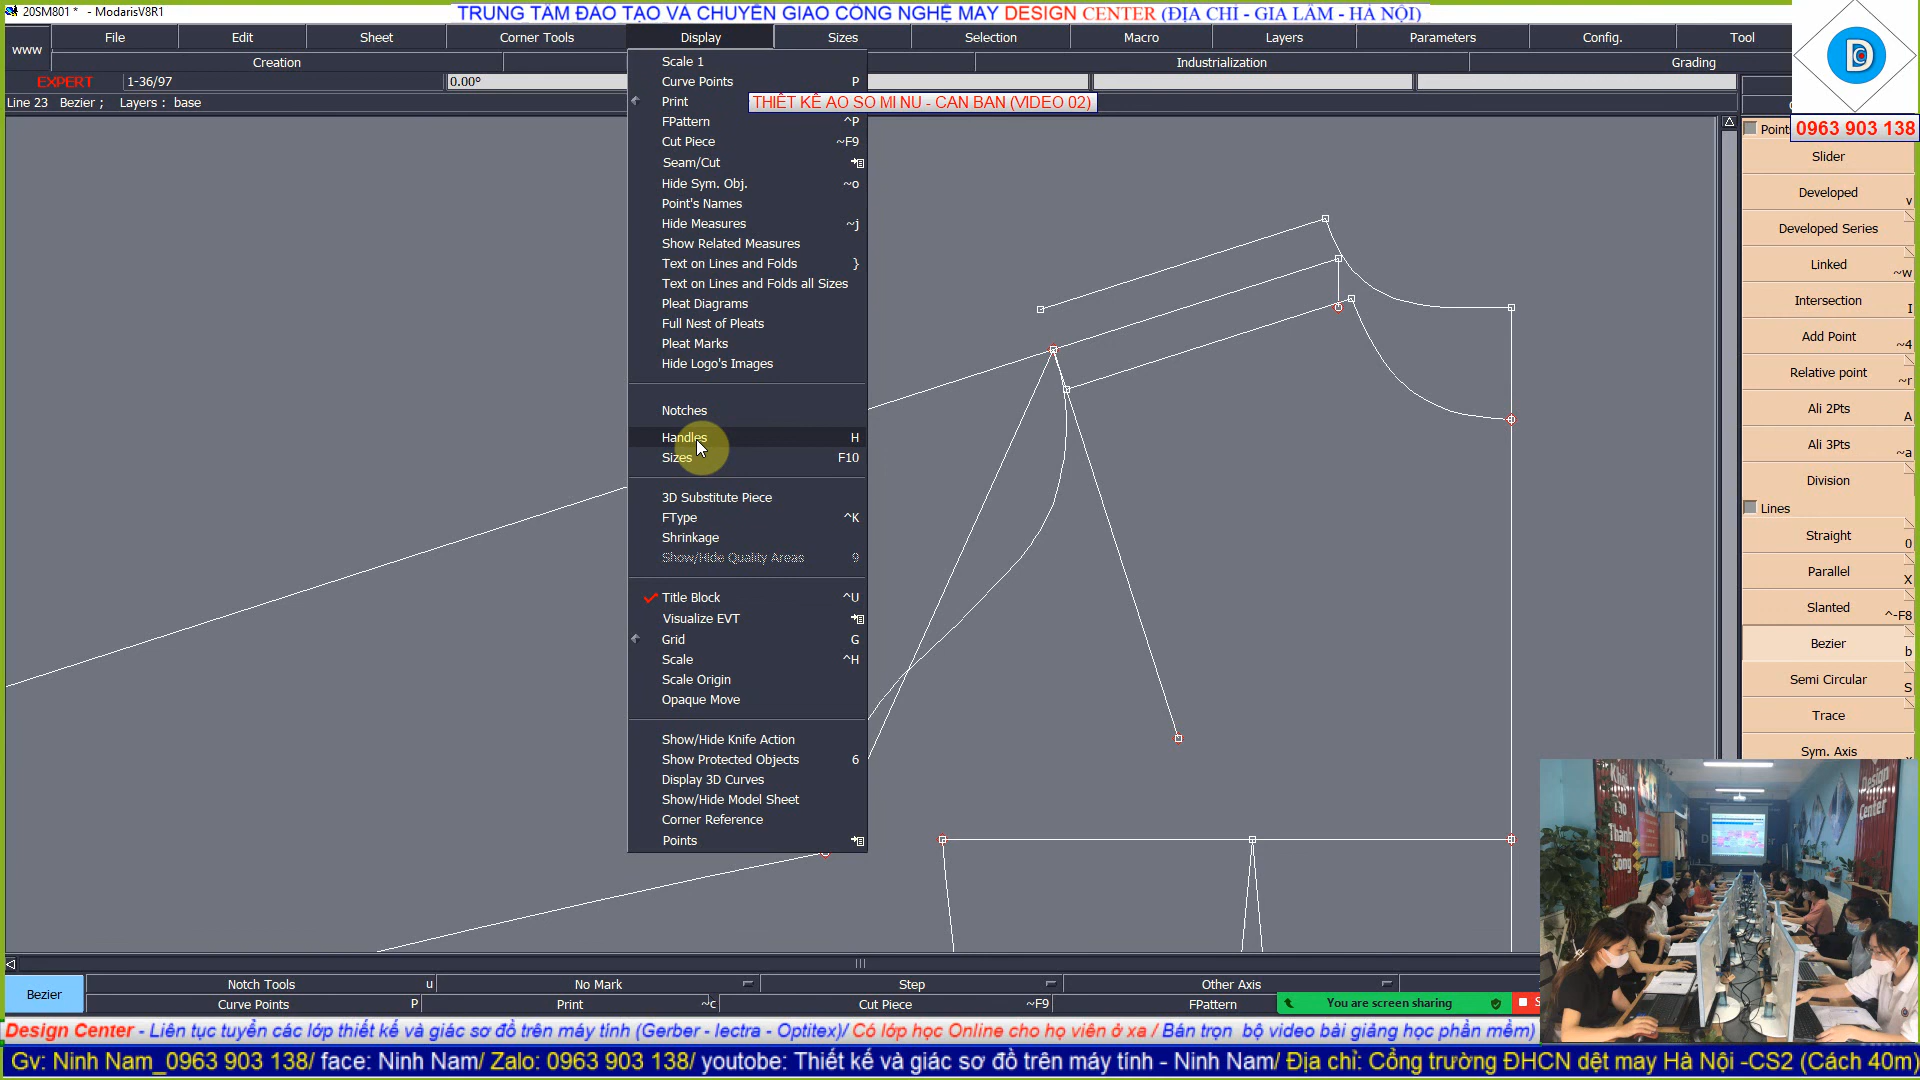 20SM801 * - ModarisV8R1
TRUNG TÂM ĐÀO TẠO VÀ CHUYỂN GIAO CÔNG NGHỆ MAY DESIGN CENTER (ĐỊA CHỈ - GIA LÂM - HÀ NỘI)
www
File Edit Sheet Corner Tools Display Sizes Selection Macro Layers Parameters Config. Tool
Creation Industrialization Grading
EXPERT 1-36/97 0.00°
Line 23 Bezier ; Layers : base
THIẾT KẾ ÁO SƠ MI NỮ - CĂN BẢN (VIDEO 02)
0963 903 138
Scale 1
Curve Points P
Print
FPattern ^P
Cut Piece ~F9
Seam/Cut
Hide Sym. Obj. ~o
Point's Names
Hide Measures ~j
Show Related Measures
Text on Lines and Folds }
Text on Lines and Folds all Sizes
Pleat Diagrams
Full Nest of Pleats
Pleat Marks
Hide Logo's Images
Notches
Handles H
Sizes F10
3D Substitute Piece
FType ^K
Shrinkage
Show/Hide Quality Areas 9
Title Block ^U
Visualize EVT
Grid G
Scale ^H
Scale Origin
Opaque Move
Show/Hide Knife Action
Show Protected Objects 6
Display 3D Curves
Show/Hide Model Sheet
Corner Reference
Points
Point
Slider
Developed v
Developed Series
Linked ~w
Intersection I
Add Point ~4
Relative point ~r
Ali 2Pts A
Ali 3Pts ~a
Division
Lines
Straight 0
Parallel X
Slanted ^-F8
Bezier b
Semi Circular S
Trace
Sym. Axis
Design Center
Bezier
Notch Tools u No Mark Step Other Axis
Curve Points P Print ~c Cut Piece ~F9 FPattern
You are screen sharing
Design Center - Liên tục tuyển các lớp thiết kế và giác sơ đồ trên máy tính (Gerber - lectra - Optitex)/ Có lớp học Online cho họ viên ở xa / Bán trọn bộ video bài giảng học phần mềm)
Gv: Ninh Nam_0963 903 138/ face: Ninh Nam/ Zalo: 0963 903 138/ youtobe: Thiết kế và giác sơ đồ trên máy tính - Ninh Nam/ Địa chỉ: Cổng trường ĐHCN dệt may Hà Nội -CS2 (Cách 40m)